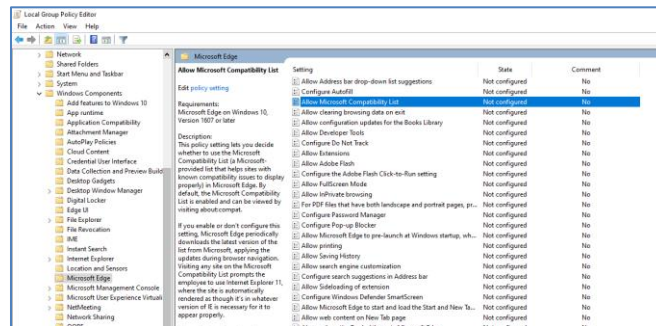 Local Group Policy Editor
File Action View Help
Network
Shared Folders
Start Menu and Taskbar
System
Windows Components
Add features to Windows 10
App runtime
Application Compatibility
Attachment Manager
AutoPlay Policies
Cloud Content
Credential User Interface
Data Collection and Preview Build
Desktop Gadgets
Desktop Window Manager
Digital Locker
Edge UI
File Explorer
File Revocation
IME
Instant Search
Internet Explorer
Location and Sensors
Microsoft Edge
Microsoft Management Console
Microsoft User Experience Virtuali
NetMeeting
Network Sharing
Microsoft Edge
Allow Microsoft Compatibility List
Edit policy setting
Requirements:
Microsoft Edge on Windows 10,
Version 1607 or later
Description:
This policy setting lets you decide
whether to use the Microsoft
Compatibility List (a Microsoft-
provided list that helps sites with
known compatibility issues to display
properly) in Microsoft Edge. By
default, the Microsoft Compatibility
List is enabled and can be viewed by
visiting about:compat.
If you enable or don't configure this
setting, Microsoft Edge periodically
downloads the latest version of the
list from Microsoft, applying the
updates during browser navigation.
Visiting any site on the Microsoft
Compatibility List prompts the
employee to use Internet Explorer 11,
where the site is automatically
rendered as though it's in whatever
version of IE is necessary for it to
appear properly.
Setting State Comment
Allow Address bar drop-down list suggestions Not configured No
Configure Autofill Not configured No
Allow Microsoft Compatibility List Not configured No
Allow clearing browsing data on exit Not configured No
Allow configuration updates for the Books Library Not configured No
Allow Developer Tools Not configured No
Configure Do Not Track Not configured No
Allow Extensions Not configured No
Allow Adobe Flash Not configured No
Configure the Adobe Flash Click-to-Run setting Not configured No
Allow FullScreen Mode Not configured No
Allow InPrivate browsing Not configured No
For PDF files that have both landscape and portrait pages, pr... Not configured No
Configure Password Manager Not configured No
Configure Pop-up Blocker Not configured No
Allow Microsoft Edge to pre-launch at Windows startup, wh... Not configured No
Allow printing Not configured No
Allow Saving History Not configured No
Allow search engine customization Not configured No
Configure search suggestions in Address bar Not configured No
Allow Sideloading of extension Not configured No
Configure Windows Defender SmartScreen Not configured No
Allow Microsoft Edge to start and load the Start and New Ta... Not configured No
Allow web content on New Tab page Not configured No